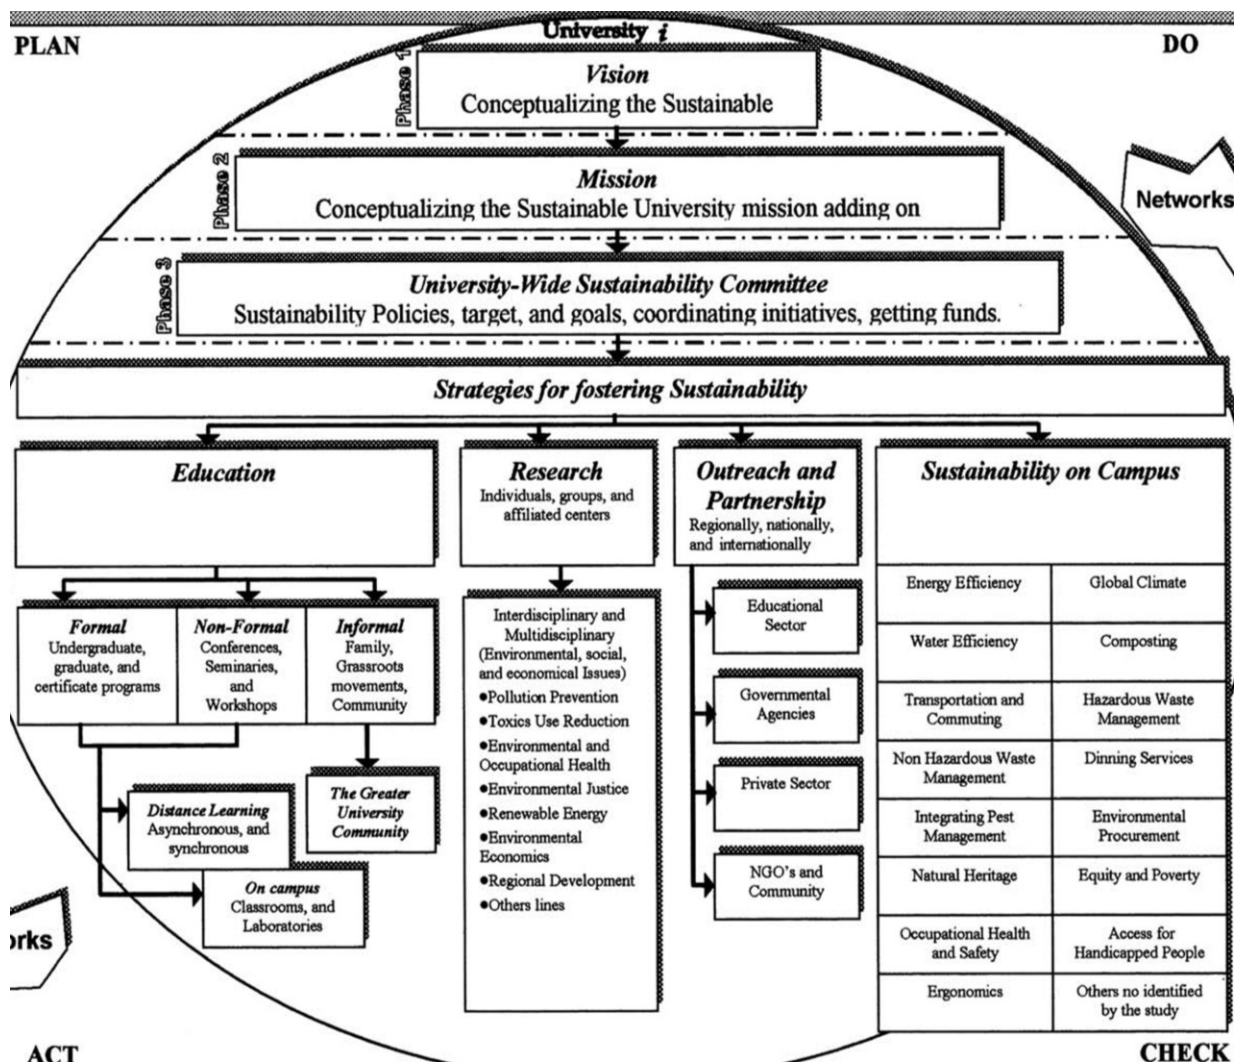 PLAN
DO
University i
Phase 1
Vision
Conceptualizing the Sustainable
Phase 2
Mission
Conceptualizing the Sustainable University mission adding on
Networks
Phase 3
University-Wide Sustainability Committee
Sustainability Policies, target, and goals, coordinating initiatives, getting funds.
Strategies for fostering Sustainability
Education
Formal
Undergraduate,
graduate, and
certificate programs
Non-Formal
Conferences,
Seminaries,
and
Workshops
Informal
Family,
Grassroots
movements,
Community
Distance Learning
Asynchronous, and
synchronous
The Greater
University
Community
On campus
Classrooms, and
Laboratories
Research
Individuals, groups, and
affiliated centers
Interdisciplinary and
Multidisciplinary
(Environmental, social,
and economical Issues)
●Pollution Prevention
●Toxics Use Reduction
●Environmental and
Occupational Health
●Environmental Justice
●Renewable Energy
●Environmental
Economics
●Regional Development
●Others lines
Outreach and
Partnership
Regionally, nationally,
and internationally
Educational
Sector
Governmental
Agencies
Private Sector
NGO's and
Community
Sustainability on Campus
Energy Efficiency
Global Climate
Water Efficiency
Composting
Transportation and
Commuting
Hazardous Waste
Management
Non Hazardous Waste
Management
Dinning Services
Integrating Pest
Management
Environmental
Procurement
Natural Heritage
Equity and Poverty
Occupational Health
and Safety
Access for
Handicapped People
Ergonomics
Others no identified
by the study
orks
ACT
CHECK